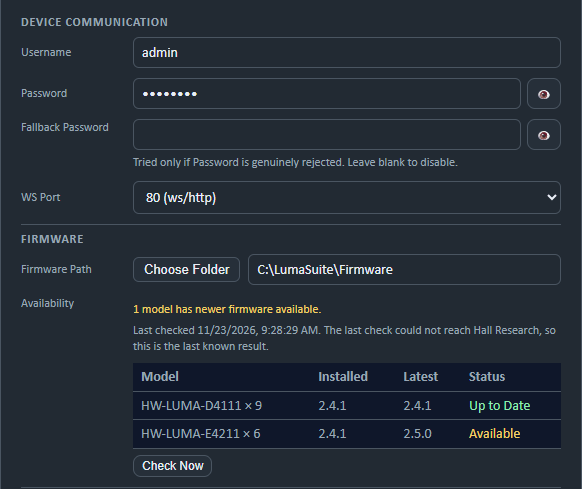 DEVICE COMMUNICATION
Username
admin
Password
••••••••
Fallback Password
Tried only if Password is genuinely rejected. Leave blank to disable.
WS Port
80 (ws/http)
FIRMWARE
Firmware Path
Choose Folder
C:\LumaSuite\Firmware
Availability
1 model has newer firmware available.
Last checked 11/23/2026, 9:28:29 AM. The last check could not reach Hall Research, so
this is the last known result.
Model Installed Latest Status
HW-LUMA-D4111 × 9 2.4.1 2.4.1 Up to Date
HW-LUMA-E4211 × 6 2.4.1 2.5.0 Available
Check Now